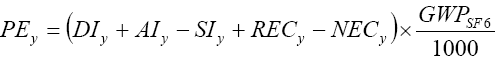 PE_y = (DI_y + AI_y − SI_y + REC_y − NEC_y) × GWP_SF6 / 1000